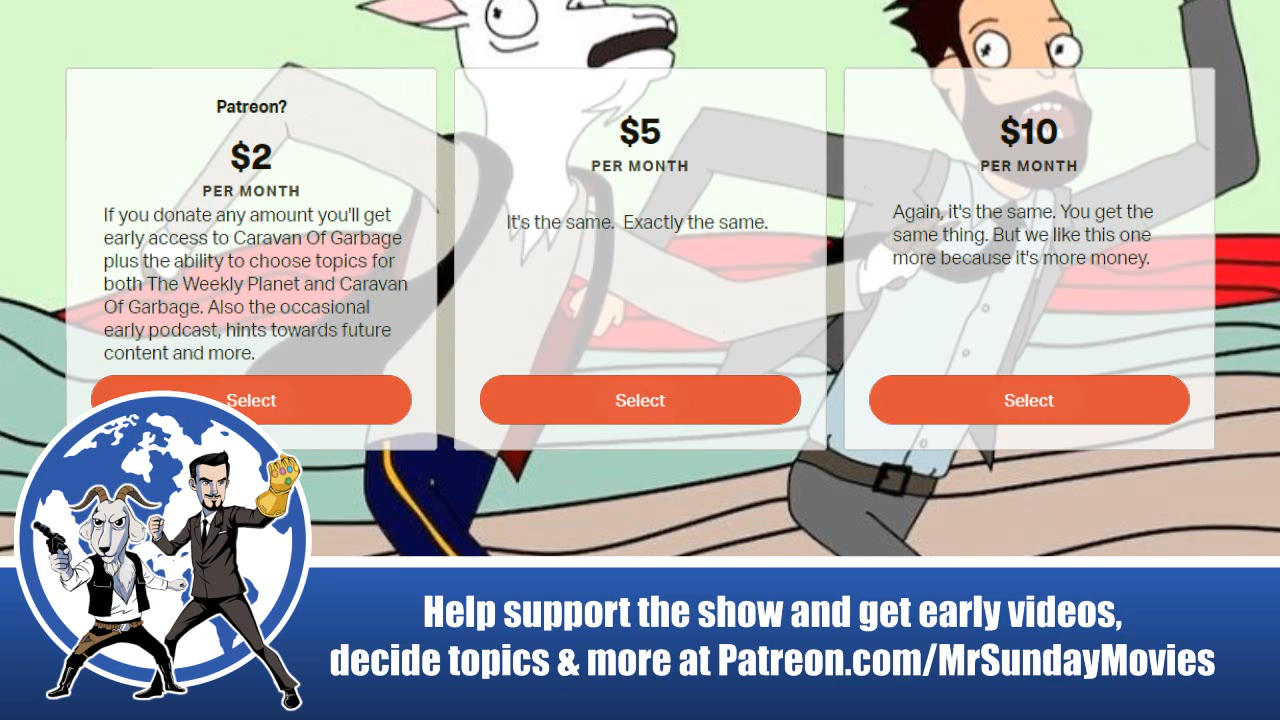 Patreon?
$2
PER MONTH
If you donate any amount you'll get
early access to Caravan Of Garbage
plus the ability to choose topics for
both The Weekly Planet and Caravan
Of Garbage. Also the occasional
early podcast, hints towards future
content and more.
Select
$5
PER MONTH
It's the same.  Exactly the same.
Select
$10
PER MONTH
Again, it's the same. You get the
same thing. But we like this one
more because it's more money.
Select
Help support the show and get early videos,
decide topics & more at Patreon.com/MrSundayMovies